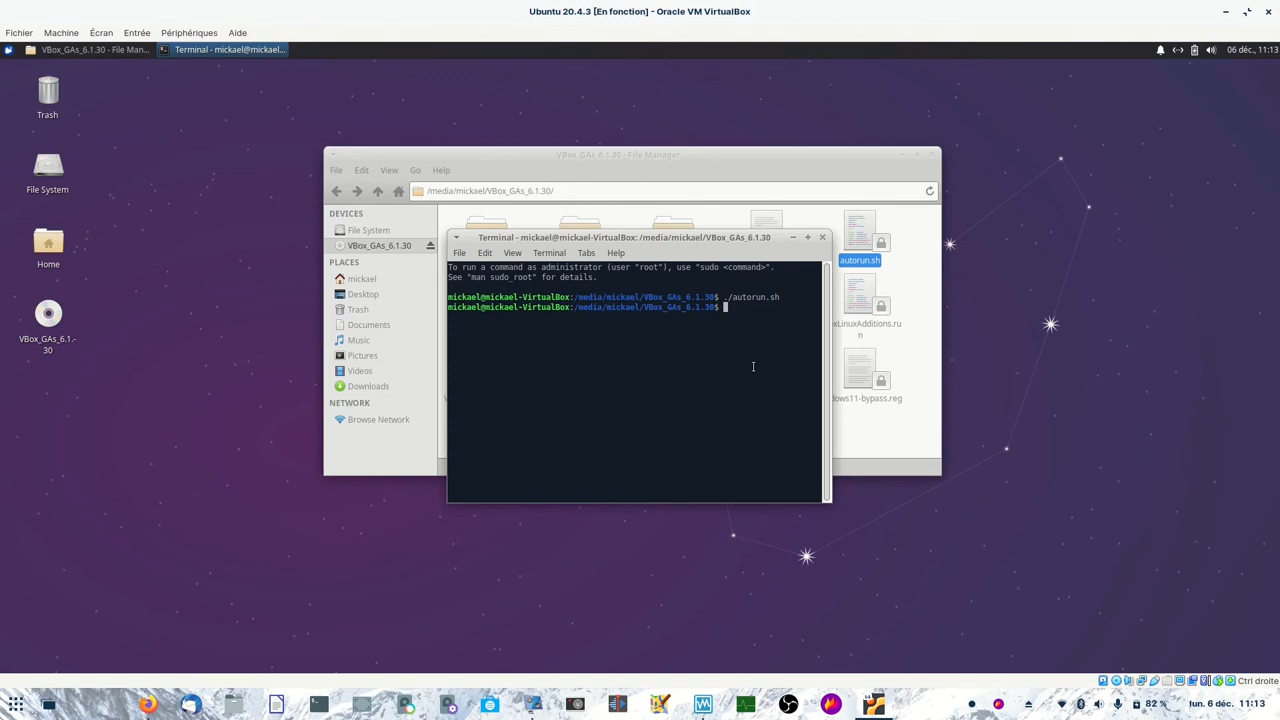 Ubuntu 20.4.3 [En fonction] - Oracle VM VirtualBox
Fichier Machine Écran Entrée Périphériques Aide
VBox_GAs_6.1.30 - File Man... Terminal - mickael@mickael... 06 déc., 11:13
Trash
File System
Home
VBox_GAs_6.1.-
30
VBox_GAs_6.1.30 - File Manager
File Edit View Go Help
/media/mickael/VBox_GAs_6.1.30/
DEVICES
File System
VBox_GAs_6.1.30
PLACES
mickael
Desktop
Trash
Documents
Music
Pictures
Videos
Downloads
NETWORK
Browse Network
autorun.sh
xLinuxAdditions.ru
n
dows11-bypass.reg
Terminal - mickael@mickael-VirtualBox: /media/mickael/VBox_GAs_6.1.30
File Edit View Terminal Tabs Help
To run a command as administrator (user "root"), use "sudo <command>".
See "man sudo_root" for details.
mickael@mickael-VirtualBox:/media/mickael/VBox_GAs_6.1.30$ ./autorun.sh
mickael@mickael-VirtualBox:/media/mickael/VBox_GAs_6.1.30$
Ctrl droite
82 % lun. 6 déc. 11:13